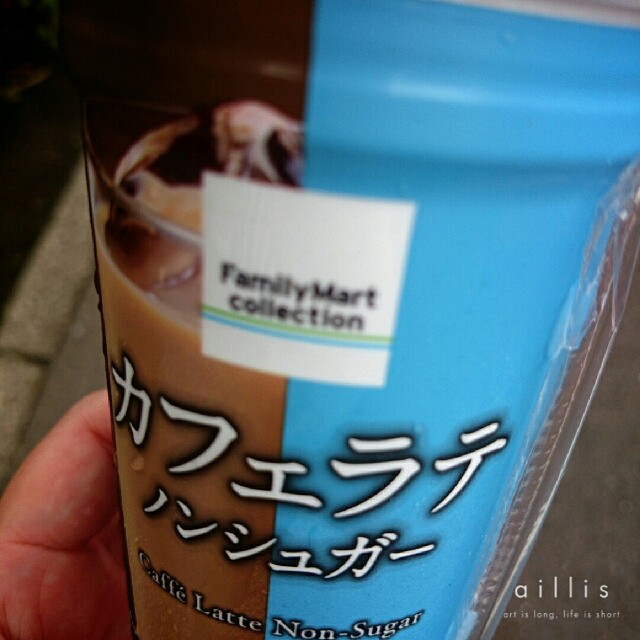 FamilyMart
collection
カフェラテ
ノンシュガー
Caffé Latte Non-Sugar
aillis
art is long, life is short